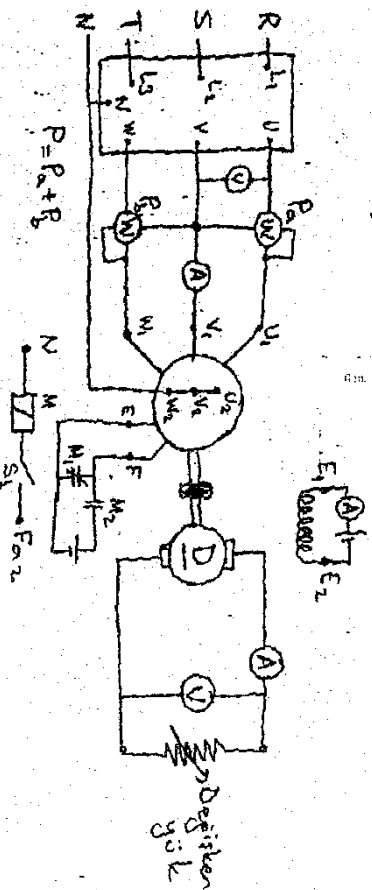 R
S
T
N
L1
L2
L3
N
U
V
W
V
Pa
W
Pb
W
A
U1
V1
W1
U2
V2
W2
E
F
M1
M2
P = Pa + Pb
N
M
S1
Faz
E1
A
E2
D
A
V
Değişken
yük